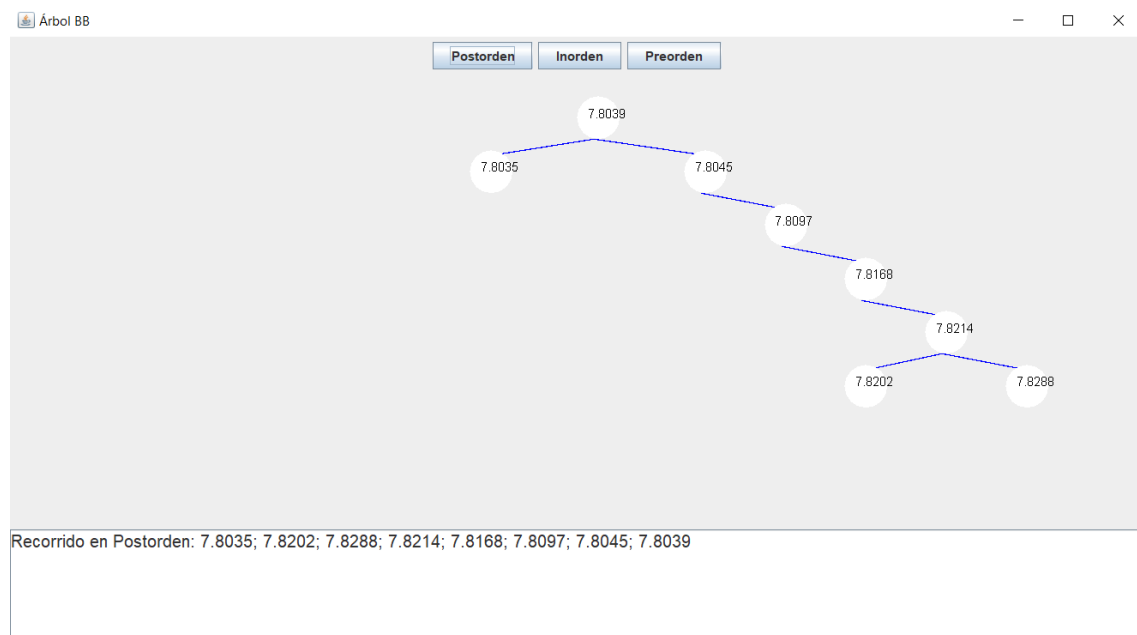 Árbol BB
Postorden Inorden Preorden
7.8039
7.8035 7.8045
7.8097
7.8168
7.8214
7.8202 7.8288
Recorrido en Postorden: 7.8035; 7.8202; 7.8288; 7.8214; 7.8168; 7.8097; 7.8045; 7.8039